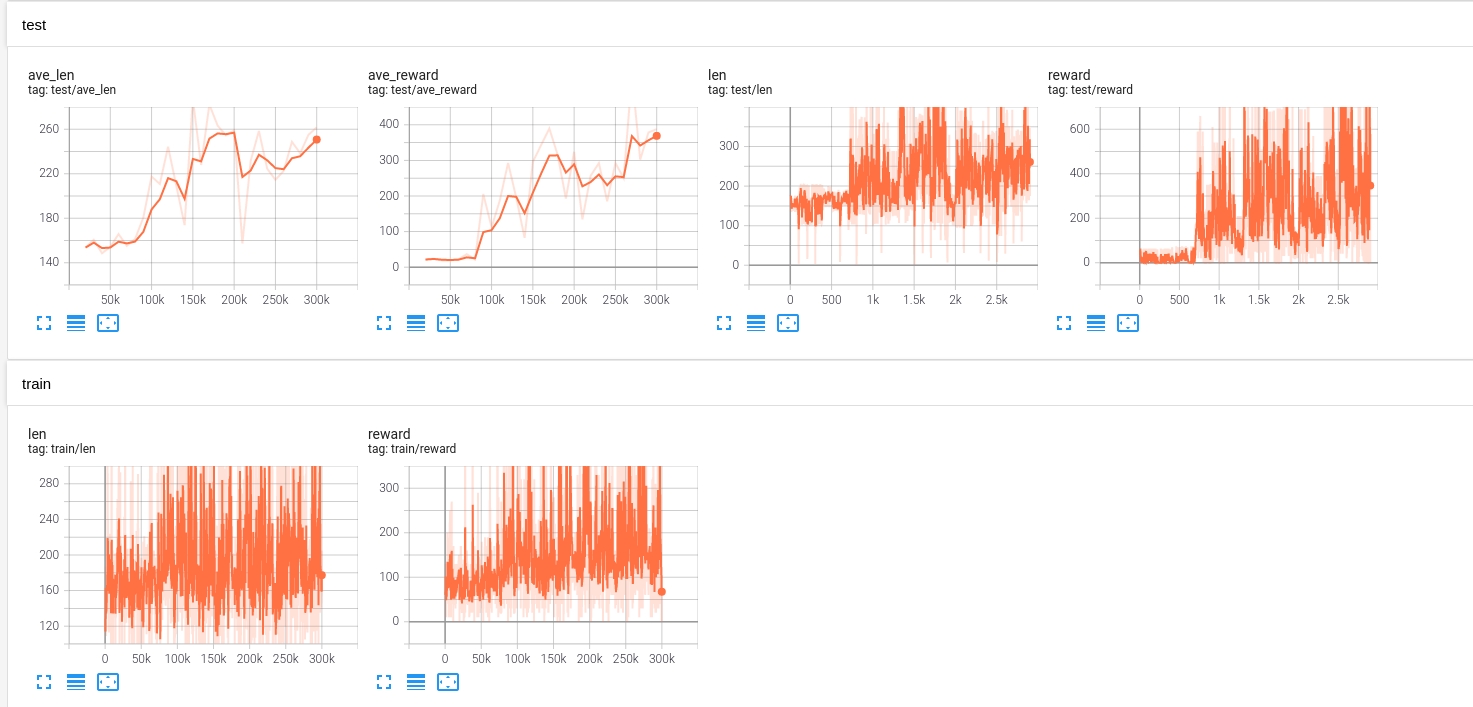 test
ave_len
tag: test/ave_len
260
220
180
140
50k 100k 150k 200k 250k 300k
ave_reward
tag: test/ave_reward
400
300
200
100
0
50k 100k 150k 200k 250k 300k
len
tag: test/len
300
200
100
0
0 500 1k 1.5k 2k 2.5k
reward
tag: test/reward
600
400
200
0
0 500 1k 1.5k 2k 2.5k
train
len
tag: train/len
280
240
200
160
120
0 50k 100k 150k 200k 250k 300k
reward
tag: train/reward
300
200
100
0
0 50k 100k 150k 200k 250k 300k